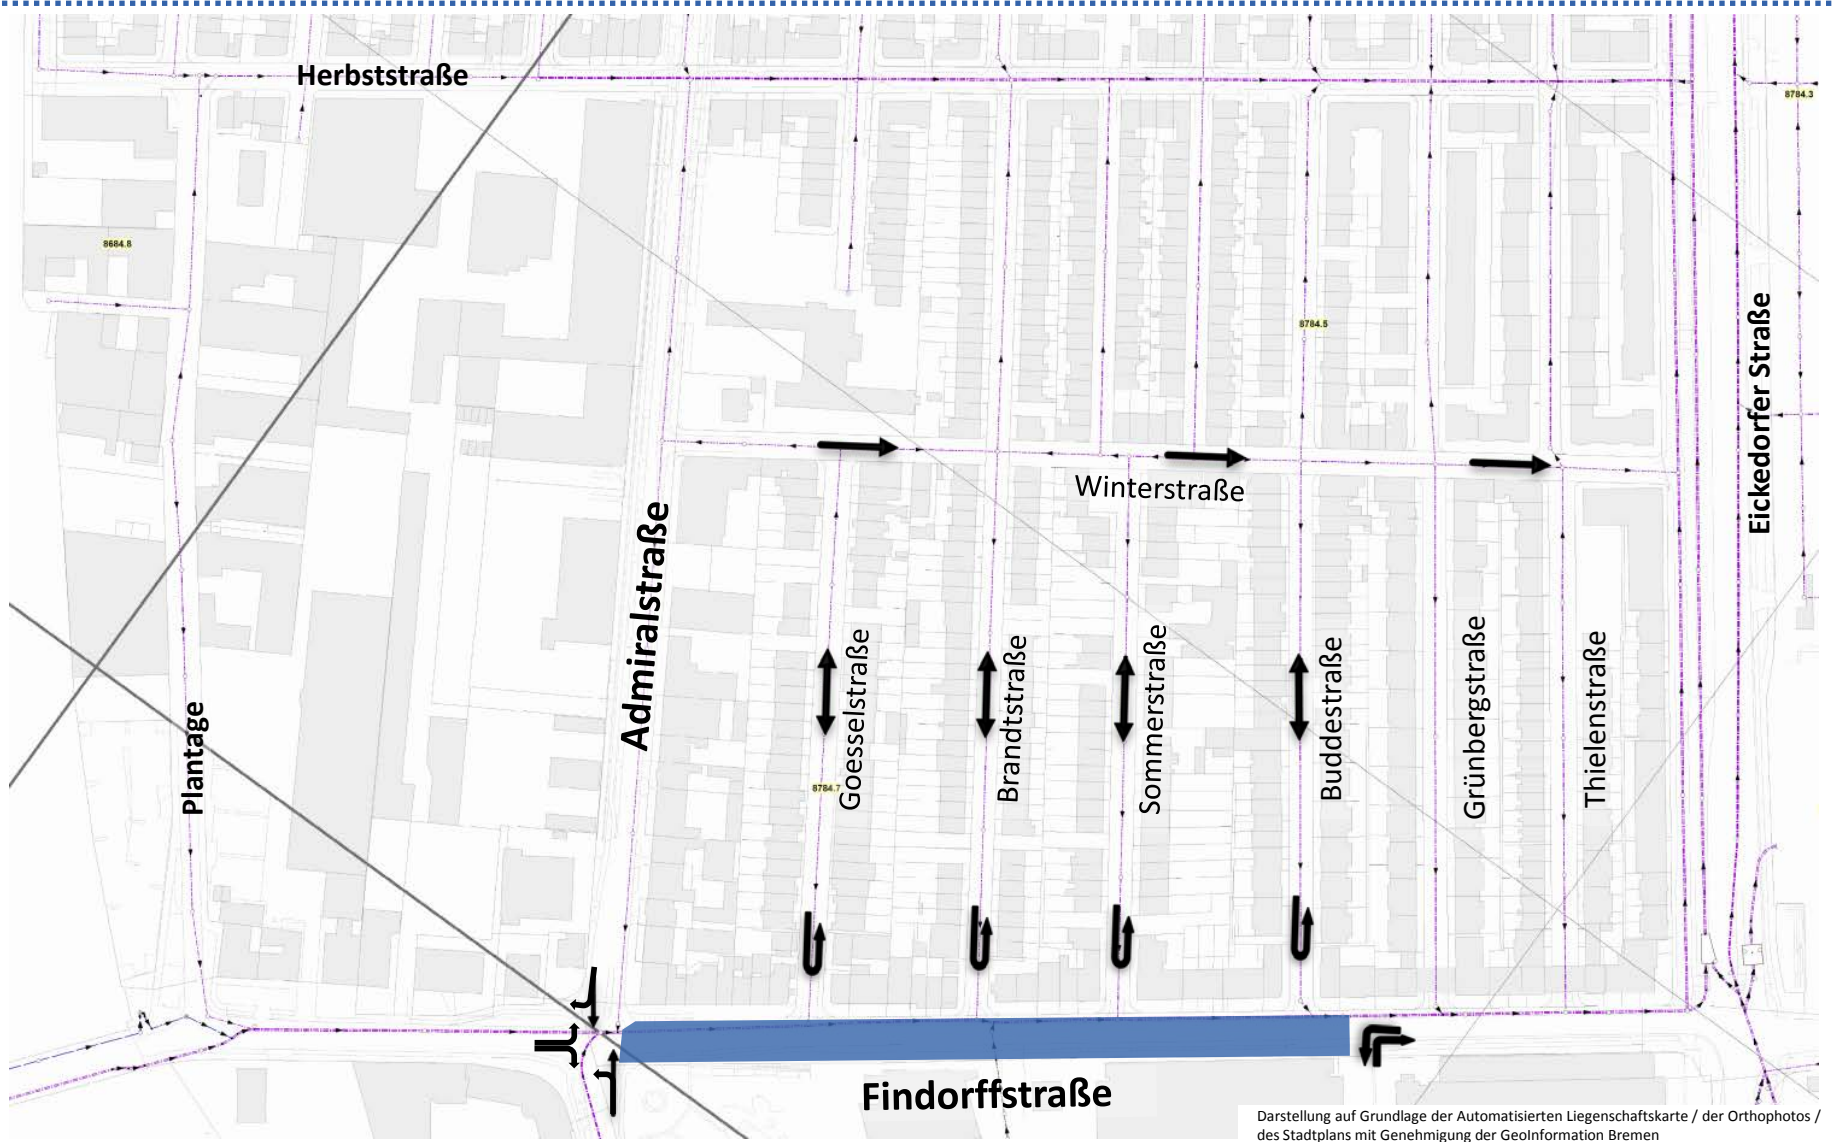 Herbststraße
8784.3
8684.8
8784.5
Eickedorfer Straße
Winterstraße
Admiralstraße
Goesselstraße
Brandtstraße
Sommerstraße
Buddestraße
Grünbergstraße
Thielenstraße
Plantage
8784.7
Findorffstraße
Darstellung auf Grundlage der Automatisierten Liegenschaftskarte / der Orthophotos /
des Stadtplans mit Genehmigung der GeoInformation Bremen